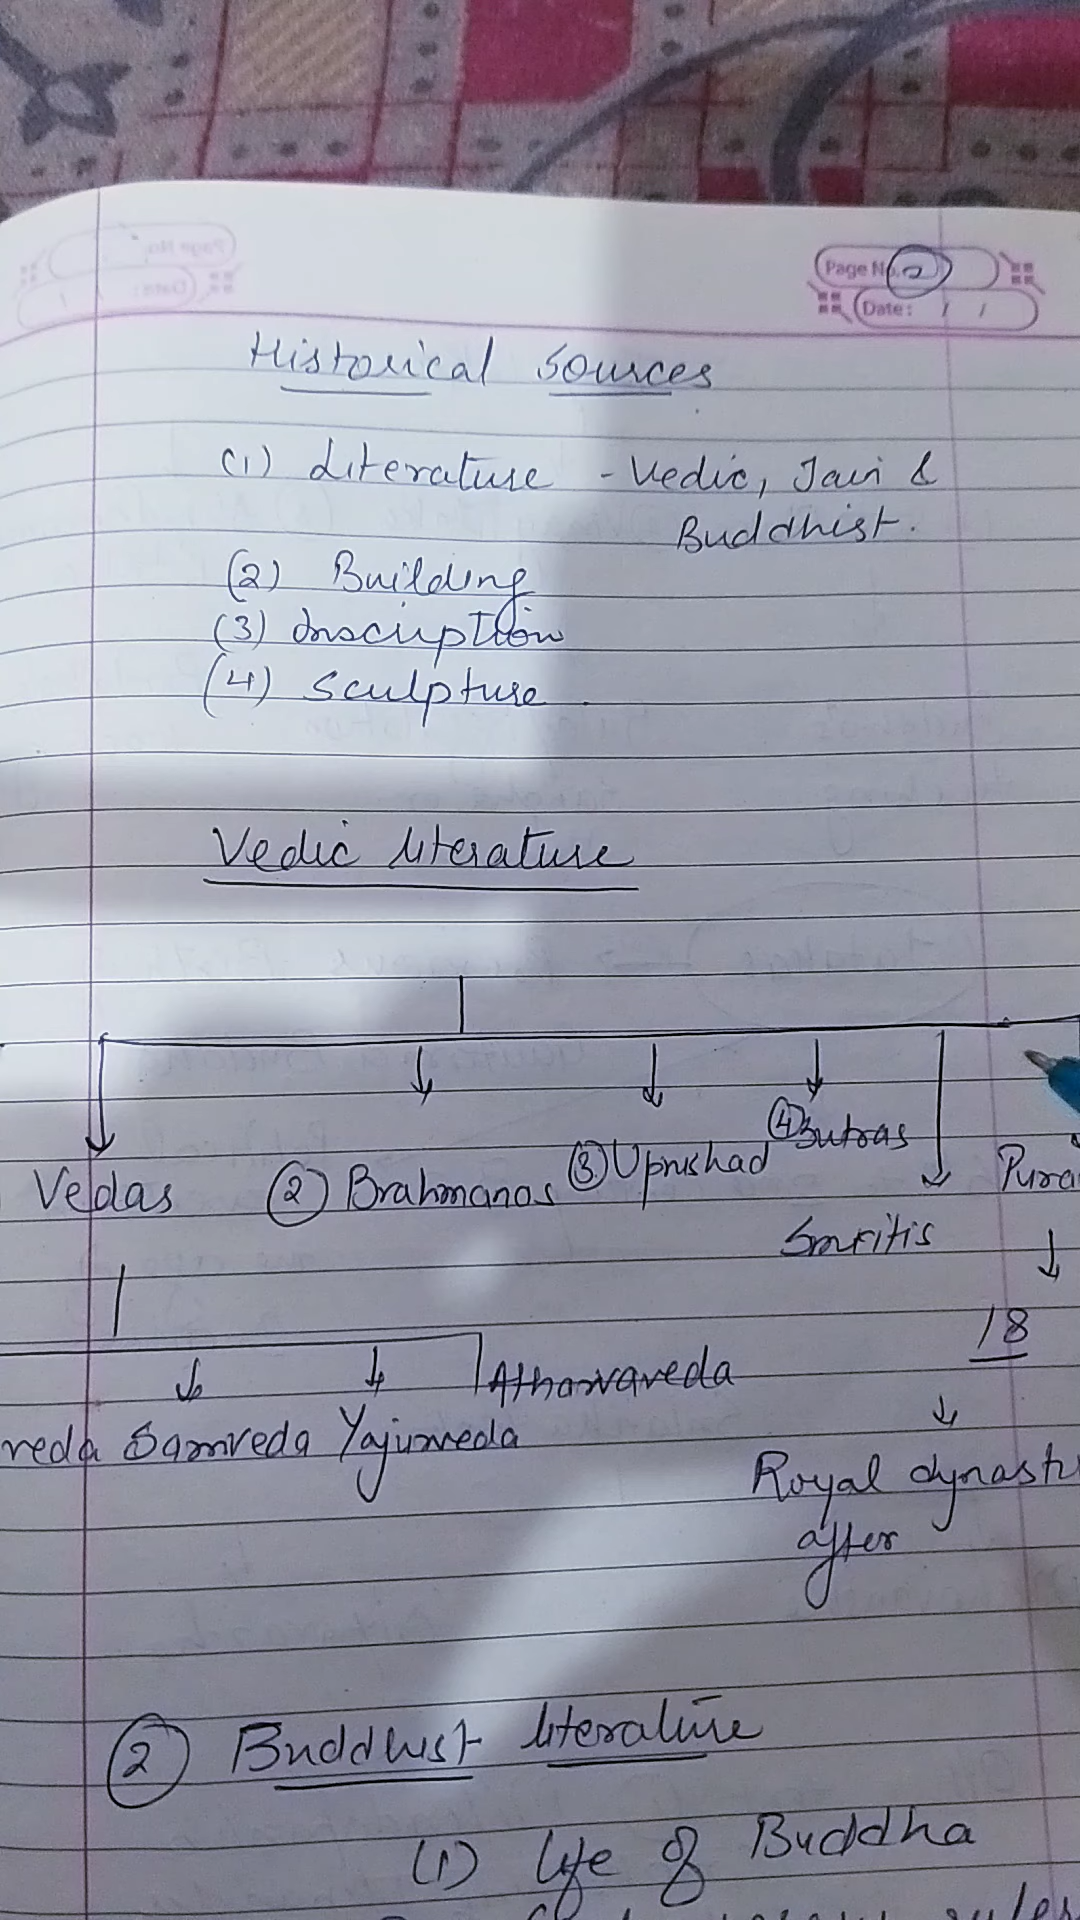 Page No. 2
Date: / /
Historical Sources
(1) Literature - Vedic, Jain &
Buddhist.
(2) Building
(3) Inscription
(4) Sculpture
Vedic literature
Vedas ② Brahmanas ③ Upnishad ④ Sutras
Smritis
Pura
18
veda Samveda Yajurveda Atharvaveda
Royal dynast
after
② Buddhist literature
(1) life of Buddha